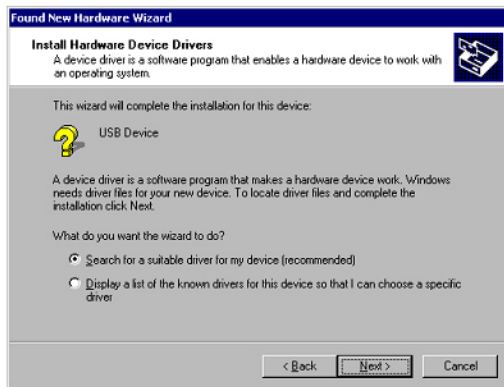 Found New Hardware Wizard
Install Hardware Device Drivers
A device driver is a software program that enables a hardware device to work with
an operating system.
This wizard will complete the installation for this device:
USB Device
A device driver is a software program that makes a hardware device work. Windows
needs driver files for your new device. To locate driver files and complete the
installation click Next.
What do you want the wizard to do?
Search for a suitable driver for my device (recommended)
Display a list of the known drivers for this device so that I can choose a specific
driver
< Back Next > Cancel